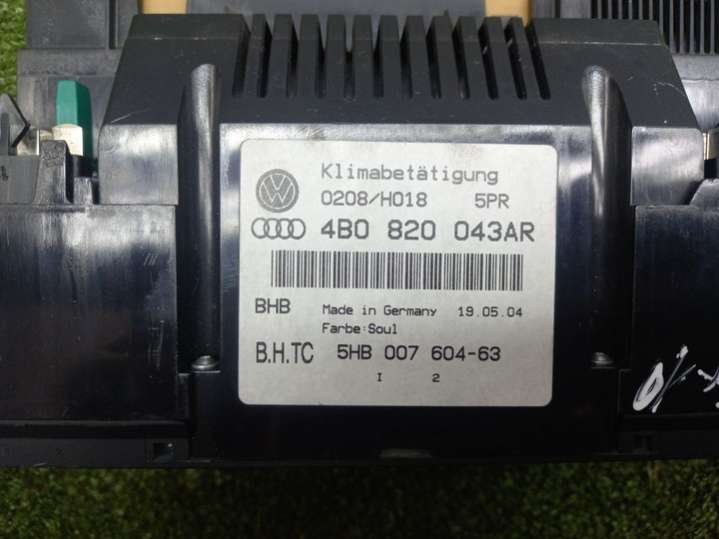 Klimabetätigung
0208/H018 5PR
4B0 820 043AR
BHB Made in Germany 19.05.04
Farbe:Soul
B.H.TC 5HB 007 604-63
I 2